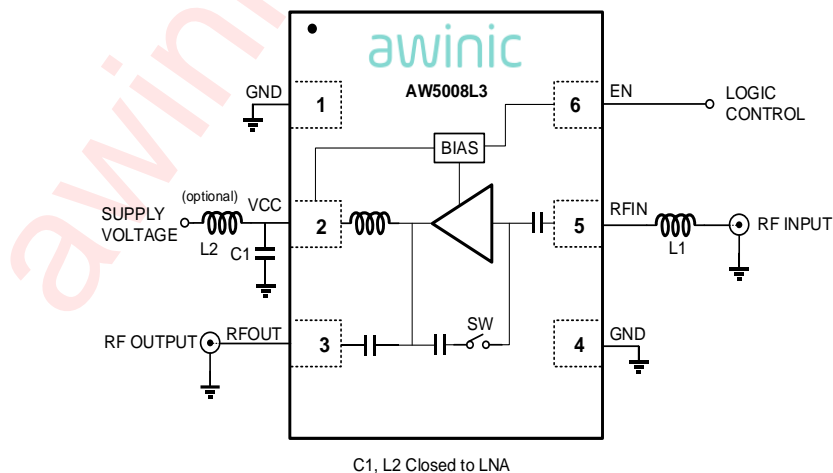 awinic
awinic
AW5008L3
GND
1
6
EN
LOGIC
CONTROL
BIAS
(optional)
SUPPLY
VOLTAGE
L2
C1
VCC
2
5
RFIN
L1
RF INPUT
RF OUTPUT
RFOUT
3
SW
4
GND
C1, L2 Closed to LNA